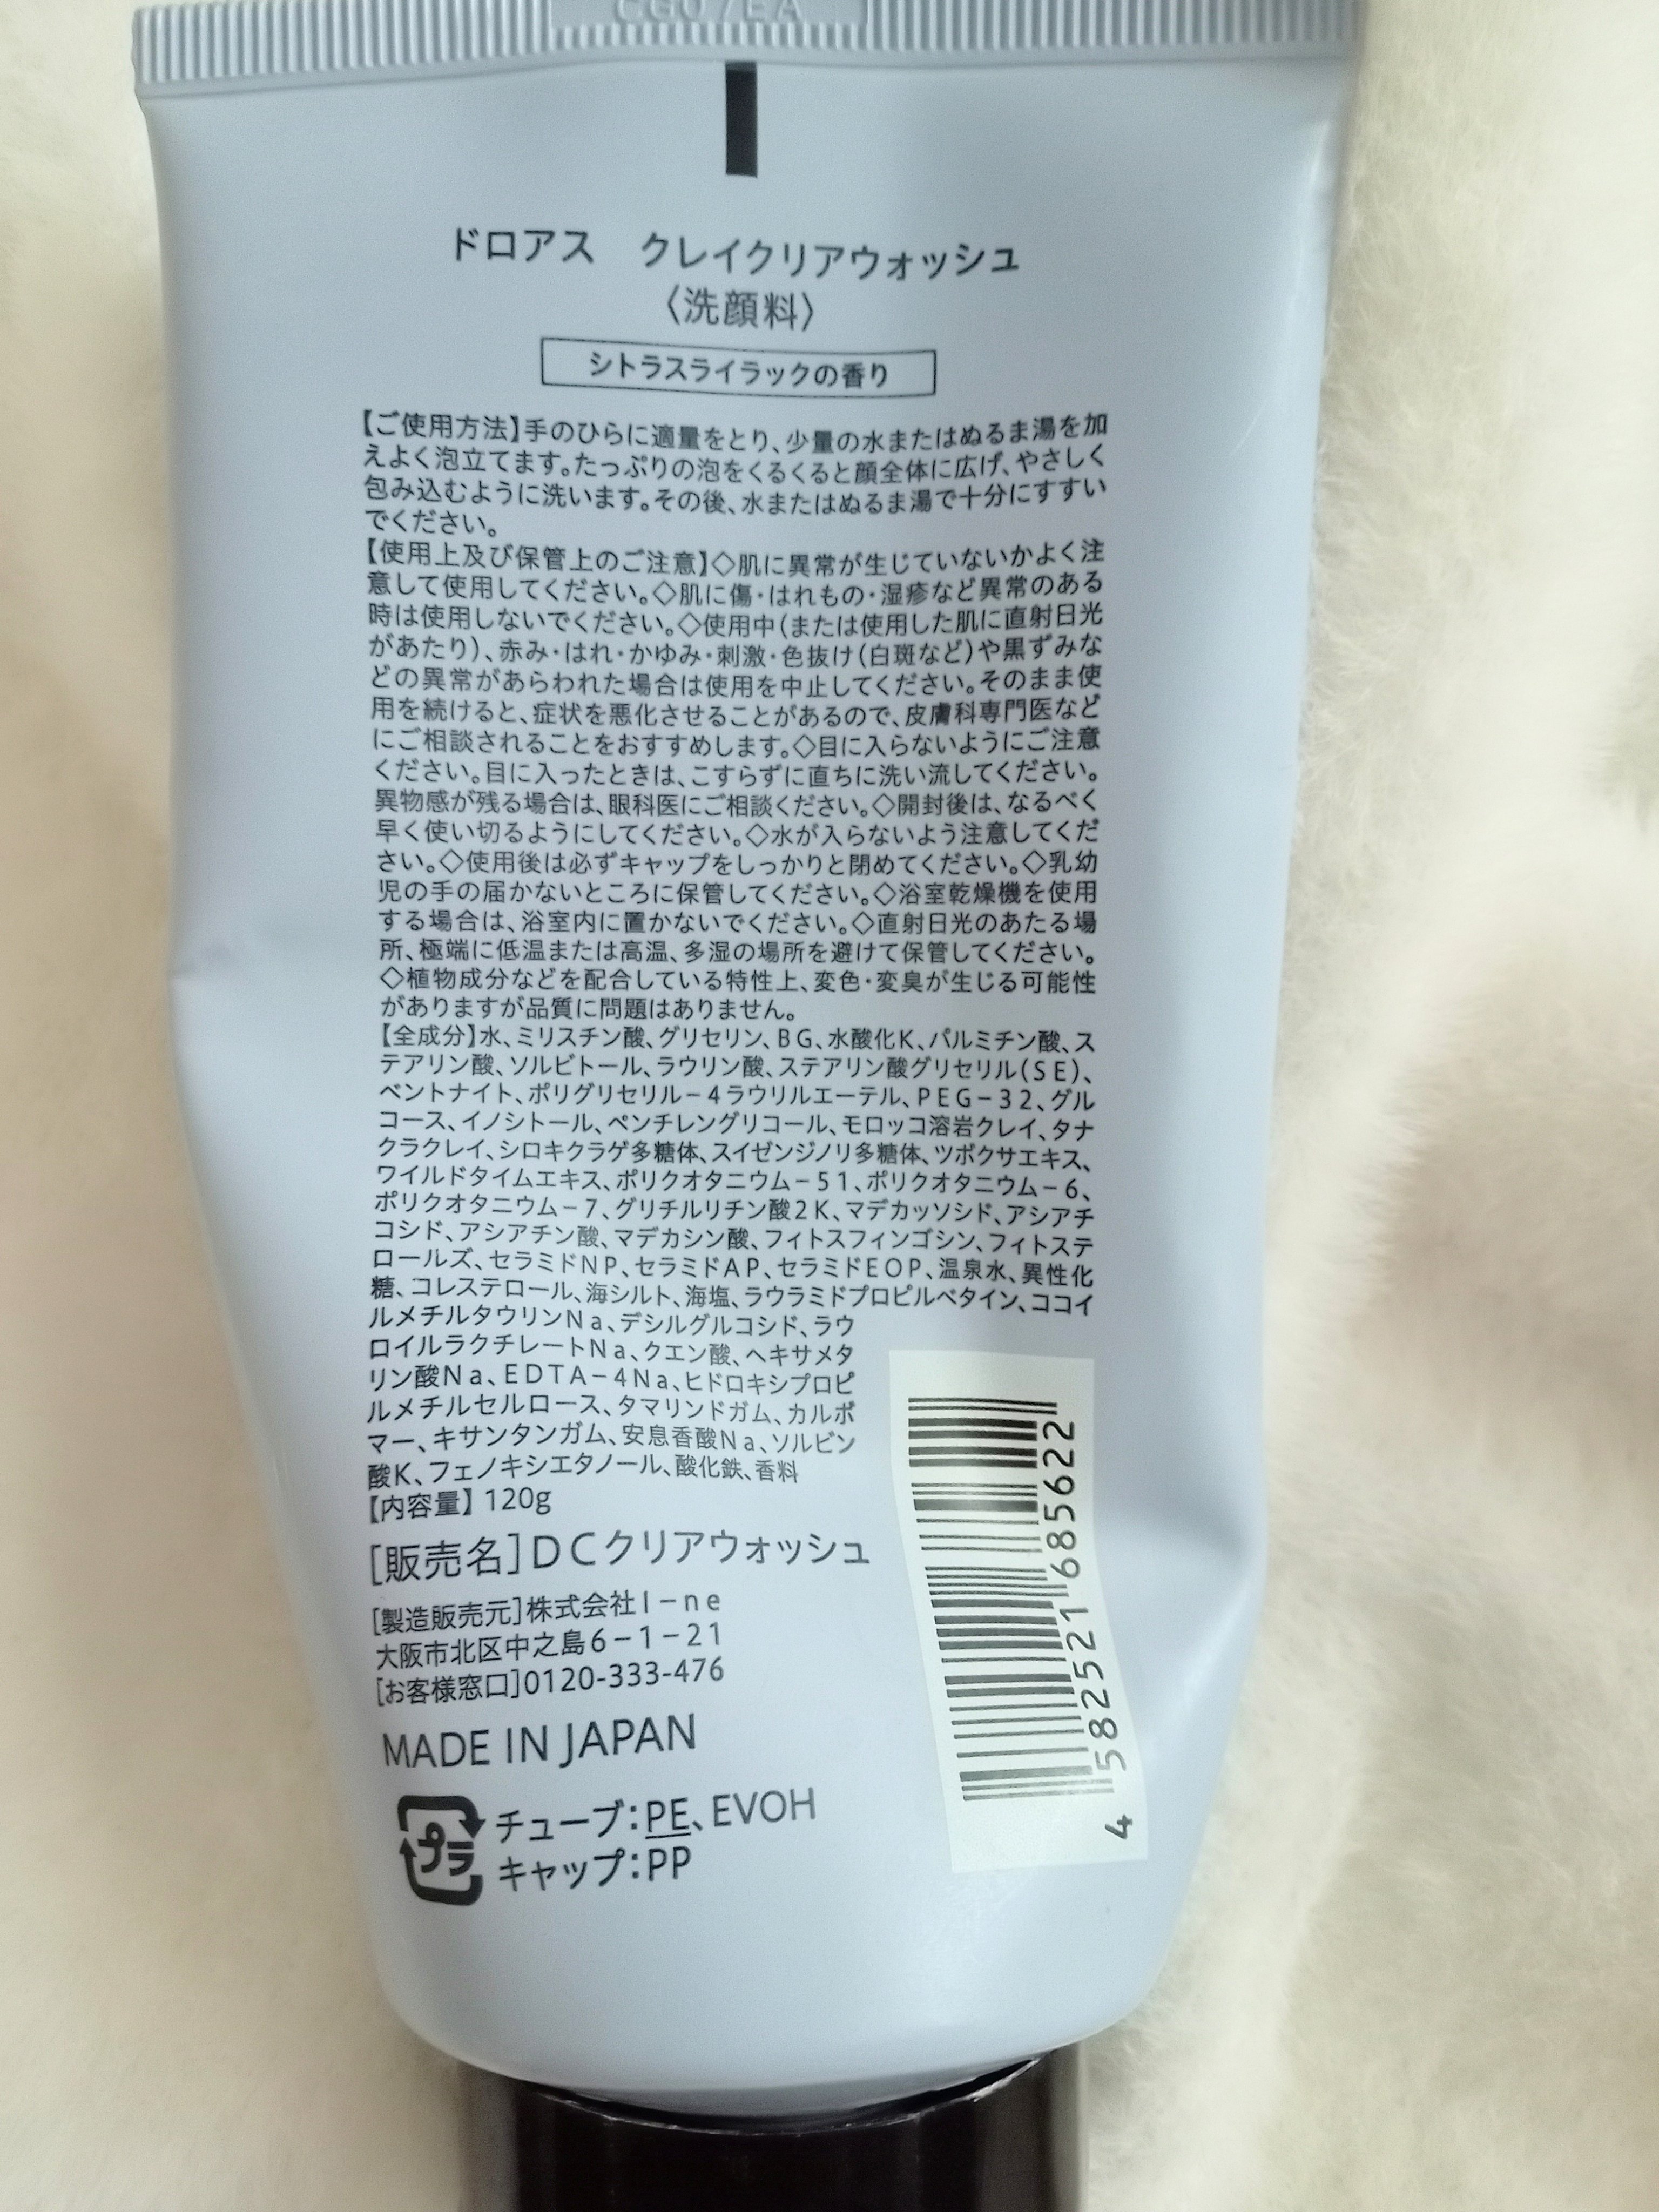 ドロアス　クレイクリアウォッシュ
〈洗顔料〉
シトラスライラックの香り
【ご使用方法】手のひらに適量をとり、少量の水またはぬるま湯を加
えよく泡立てます。たっぷりの泡をくるくると顔全体に広げ、やさしく
包み込むように洗います。その後、水またはぬるま湯で十分にすすい
でください。
【使用上及び保管上のご注意】◇肌に異常が生じていないかよく注
意して使用してください。◇肌に傷・はれもの・湿疹など異常のある
時は使用しないでください。◇使用中(または使用した肌に直射日光
があたり)、赤み・はれ・かゆみ・刺激・色抜け(白斑など)や黒ずみな
どの異常があらわれた場合は使用を中止してください。そのまま使
用を続けると、症状を悪化させることがあるので、皮膚科専門医など
にご相談されることをおすすめします。◇目に入らないようにご注意
ください。目に入ったときは、こすらずに直ちに洗い流してください。
異物感が残る場合は、眼科医にご相談ください。◇開封後は、なるべく
早く使い切るようにしてください。◇水が入らないよう注意してくだ
さい。◇使用後は必ずキャップをしっかりと閉めてください。◇乳幼
児の手の届かないところに保管してください。◇浴室乾燥機を使用
する場合は、浴室内に置かないでください。◇直射日光のあたる場
所、極端に低温または高温、多湿の場所を避けて保管してください。
◇植物成分などを配合している特性上、変色・変臭が生じる可能性
がありますが品質に問題はありません。
【全成分】水、ミリスチン酸、グリセリン、BG、水酸化K、パルミチン酸、ス
テアリン酸、ソルビトール、ラウリン酸、ステアリン酸グリセリル(SE)、
ベントナイト、ポリグリセリル－4ラウリルエーテル、PEG－32、グル
コース、イノシトール、ペンチレングリコール、モロッコ溶岩クレイ、タナ
クラクレイ、シロキクラゲ多糖体、スイゼンジノリ多糖体、ツボクサエキス、
ワイルドタイムエキス、ポリクオタニウム－51、ポリクオタニウム－6、
ポリクオタニウム－7、グリチルリチン酸2K、マデカッソシド、アシアチ
コシド、アシアチン酸、マデカシン酸、フィトスフィンゴシン、フィトステ
ロールズ、セラミドNP、セラミドAP、セラミドEOP、温泉水、異性化
糖、コレステロール、海シルト、海塩、ラウラミドプロピルベタイン、ココイ
ルメチルタウリンNa、デシルグルコシド、ラウ
ロイルラクチレートNa、クエン酸、ヘキサメタ
リン酸Na、EDTA－4Na、ヒドロキシプロピ
ルメチルセルロース、タマリンドガム、カルボ
マー、キサンタンガム、安息香酸Na、ソルビン
酸K、フェノキシエタノール、酸化鉄、香料
【内容量】120g
[販売名]DCクリアウォッシュ
[製造販売元]株式会社I－ne
大阪市北区中之島6－1－21
[お客様窓口]0120-333-476
MADE IN JAPAN
プラ
チューブ:PE、EVOH
キャップ:PP
4 582521 685622